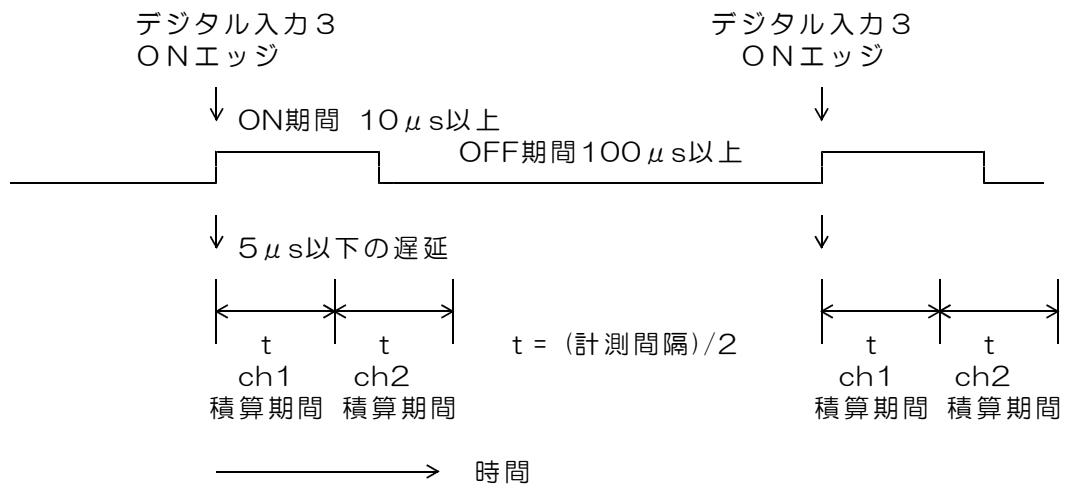 デジタル入力3
ONエッジ
デジタル入力3
ONエッジ
ON期間 10μs以上
OFF期間100μs以上
5μs以下の遅延
t
ch1
積算期間
t
ch2
積算期間
t = (計測間隔)/2
t
ch1
積算期間
t
ch2
積算期間
時間